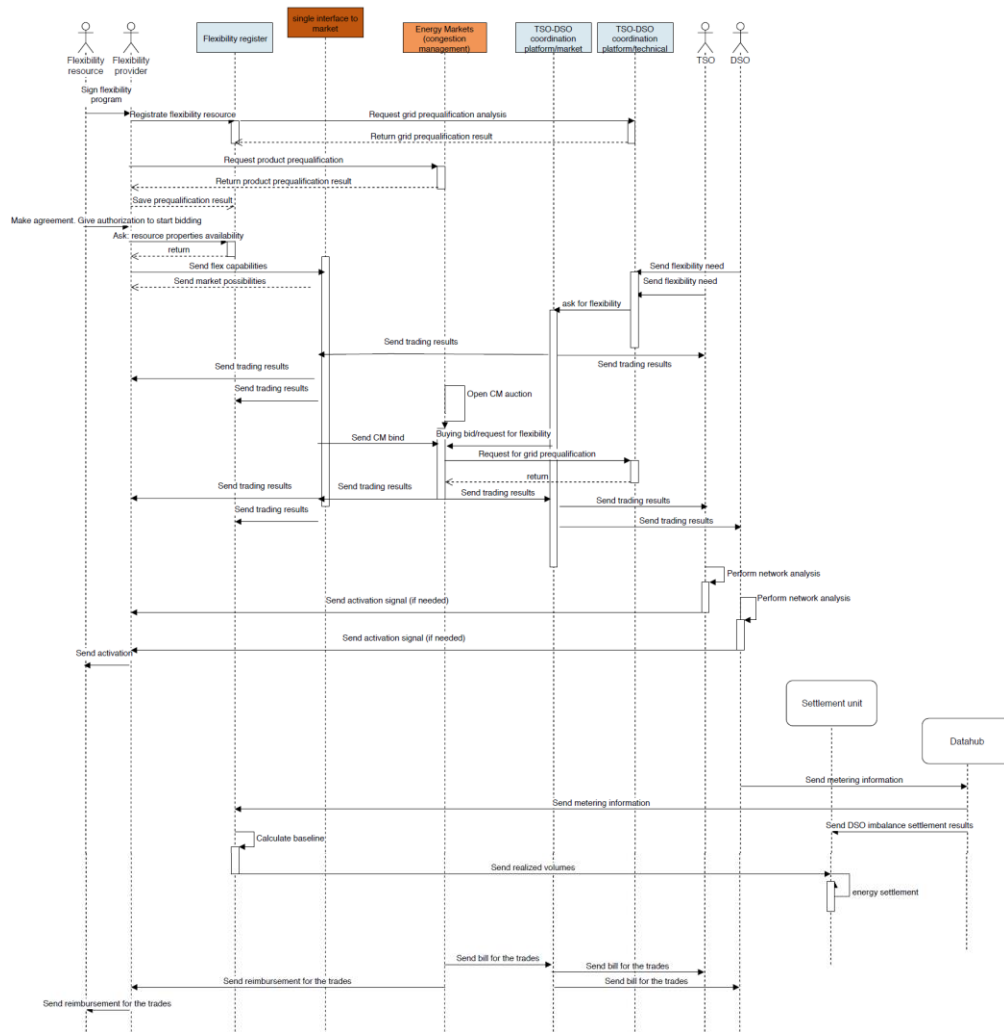 single interface to
market
Flexibility register
Energy Markets
(congestion
management)
TSO-DSO
coordination
platform/market
TSO-DSO
coordination
platform/technical
Flexibility
resource
Flexibility
provider
TSO
DSO
Sign flexibility
program
Registrate flexibility resource
Request grid prequalification analysis
Return grid prequalification result
Request product prequalification
Return product prequalification result
Save prequalification result
Make agreement. Give authorization to start bidding
Ask: resource properties availability
return
Send flex capabilities
Send flexibility need
Send market possibilities
Send flexibility need
ask for flexibility
Send trading results
Send trading results
Send trading results
Send trading results
Open CM auction
Send CM bind
Buying bid/request for flexibility
Request for grid prequalification
return
Send trading results
Send trading results
Send trading results
Send trading results
Send trading results
Send trading results
Perform network analysis
Send activation signal (if needed)
Perform network analysis
Send activation signal (if needed)
Send activation
Settlement unit
Datahub
Send metering information
Send metering information
Send DSO imbalance settlement results
Calculate baseline
Send realized volumes
energy settlement
Send bill for the trades
Send bill for the trades
Send reimbursement for the trades
Send bill for the trades
Send reimbursement for the trades